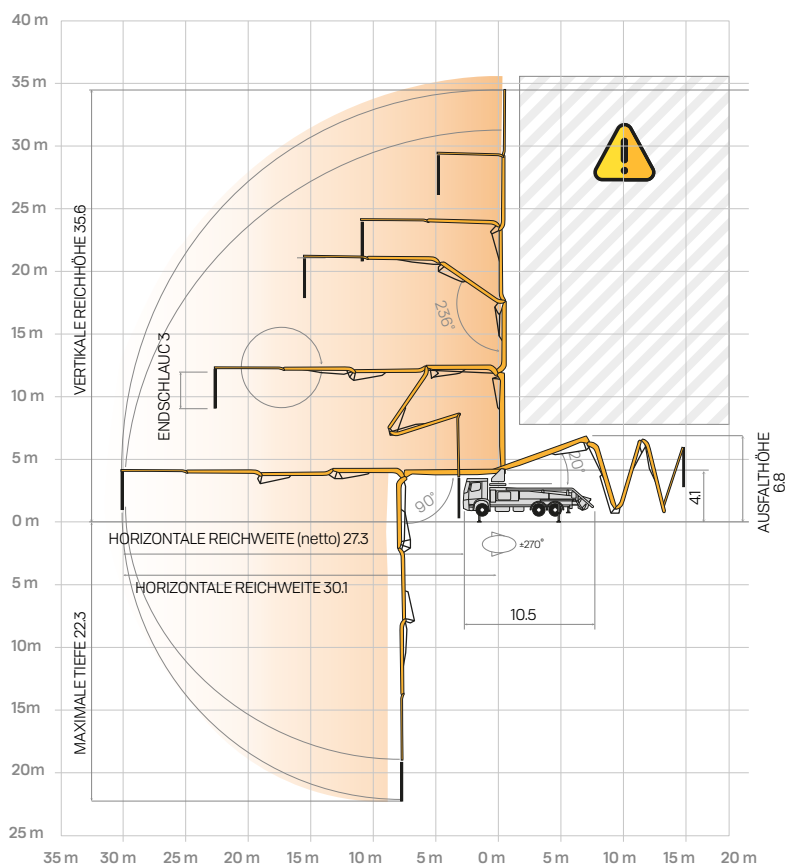 40 m
35 m
30 m
25 m
20 m
15 m
10 m
5 m
0 m
5 m
10 m
15 m
20 m
25 m
VERTIKALE REICHHÖHE 35.6
ENDSCHLAUC 3
236°
90°
20°
4.1
AUSFALTHÖHE
6.8
HORIZONTALE REICHWEITE (netto) 27.3
±270°
HORIZONTALE REICHWEITE 30.1
10.5
MAXIMALE TIEFE 22.3
35 m 30 m 25 m 20 m 15 m 10 m 5 m 0 m 5 m 10 m 15 m 20 m